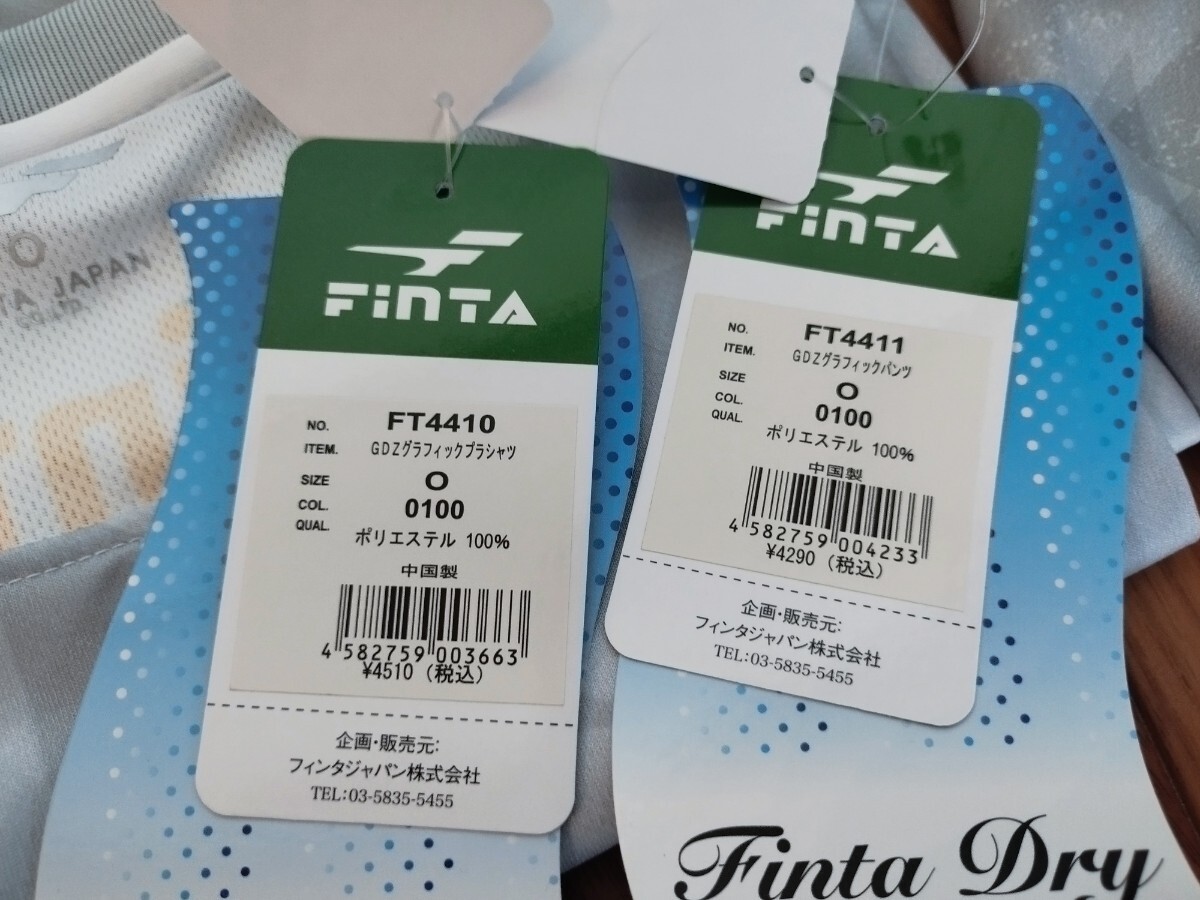 O
TA JAPAN
CO.,LTD.
FiNTA
NO. FT4410
ITEM. GDZグラフィックプラシャツ
SIZE O
COL. 0100
QUAL. ポリエステル 100%
中国製
4 582759 003663
¥4510（税込）
企画・販売元:
フィンタジャパン株式会社
TEL:03-5835-5455
FiNTA
NO. FT4411
ITEM. GDZグラフィックパンツ
SIZE O
COL. 0100
QUAL. ポリエステル 100%
中国製
4 582759 004233
¥4290（税込）
企画・販売元:
フィンタジャパン株式会社
TEL:03-5835-5455
Finta Dry